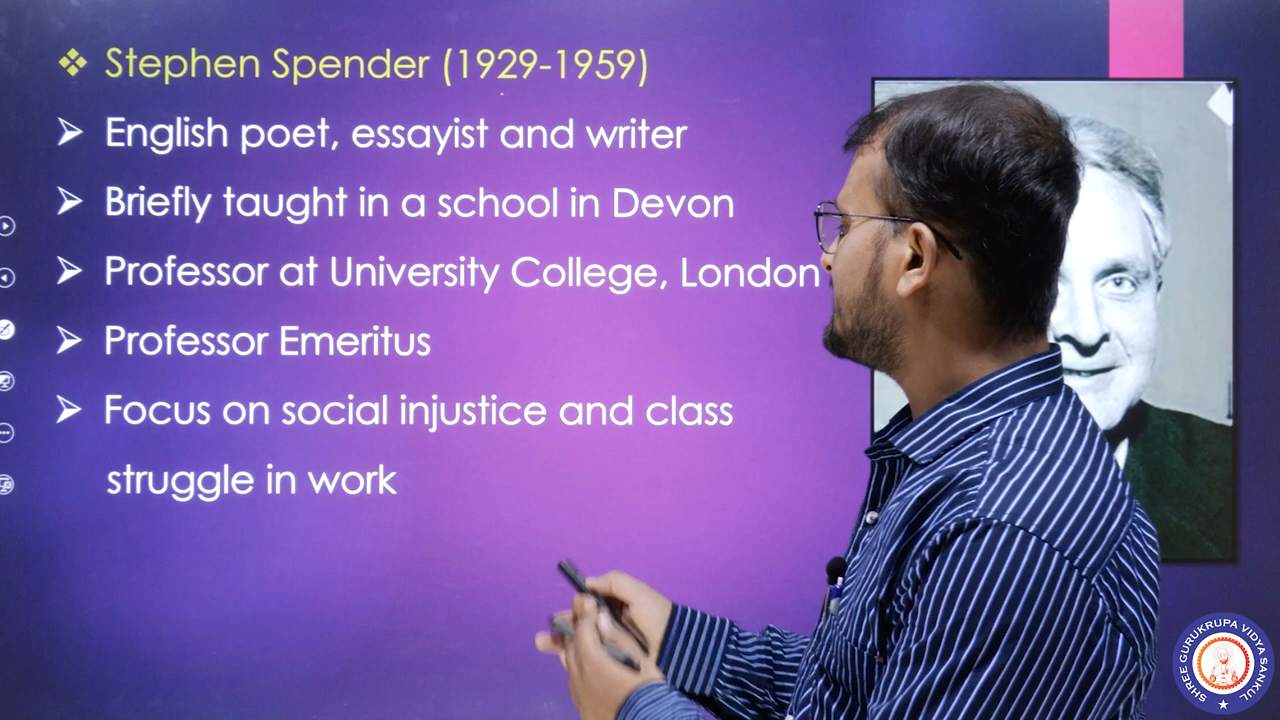 ❖ Stephen Spender (1929-1959)
➢ English poet, essayist and writer
➢ Briefly taught in a school in Devon
➢ Professor at University College, London
➢ Professor Emeritus
➢ Focus on social injustice and class
struggle in work
SHREE GURUKRUPA VIDYA SANKUL